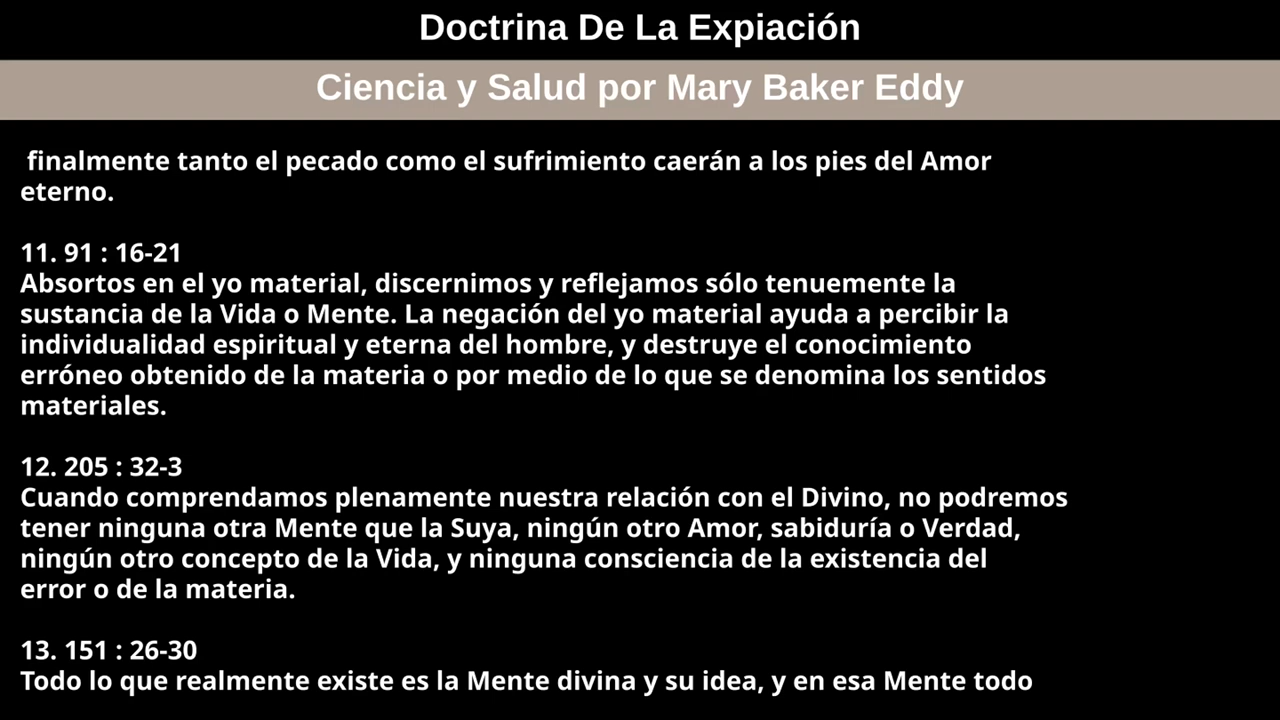 Doctrina De La Expiación
Ciencia y Salud por Mary Baker Eddy
finalmente tanto el pecado como el sufrimiento caerán a los pies del Amor
eterno.
11. 91 : 16-21
Absortos en el yo material, discernimos y reflejamos sólo tenuemente la
sustancia de la Vida o Mente. La negación del yo material ayuda a percibir la
individualidad espiritual y eterna del hombre, y destruye el conocimiento
erróneo obtenido de la materia o por medio de lo que se denomina los sentidos
materiales.
12. 205 : 32-3
Cuando comprendamos plenamente nuestra relación con el Divino, no podremos
tener ninguna otra Mente que la Suya, ningún otro Amor, sabiduría o Verdad,
ningún otro concepto de la Vida, y ninguna consciencia de la existencia del
error o de la materia.
13. 151 : 26-30
Todo lo que realmente existe es la Mente divina y su idea, y en esa Mente todo